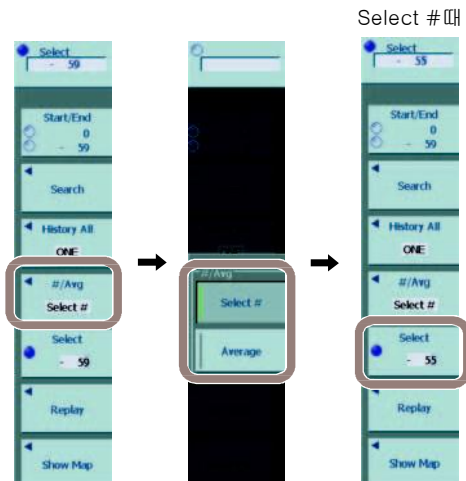 Select #때
Select
- 59
Start/End
0
- 59
Search
History All
ONE
#/Avg
Select #
Select
- 59
Replay
Show Map
#/Avg
Select #
Average
Select
- 55
Start/End
0
- 59
Search
History All
ONE
#/Avg
Select #
Select
- 55
Replay
Show Map